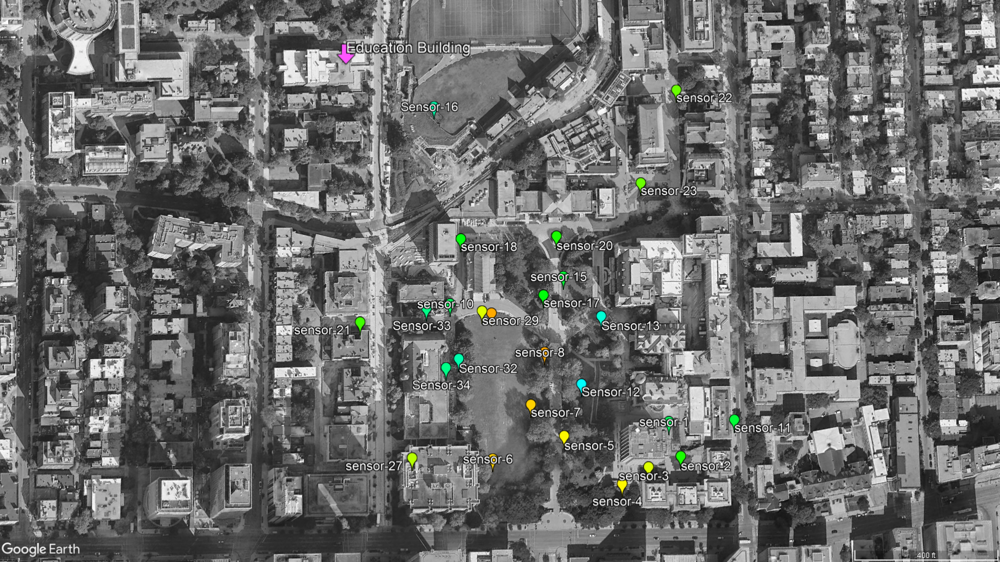 Education Building
Sensor-16
sensor-22
sensor-23
sensor-18
sensor-20
sensor-15
sensor-17
sensor-10
Sensor-33
sensor-29
Sensor-13
sensor-21
sensor-8
Sensor-32
Sensor-34
Sensor-12
sensor-7
sensor-1
sensor-11
sensor-5
sensor-27
sensor-6
sensor-2
sensor-3
sensor-4
Google Earth
400 ft